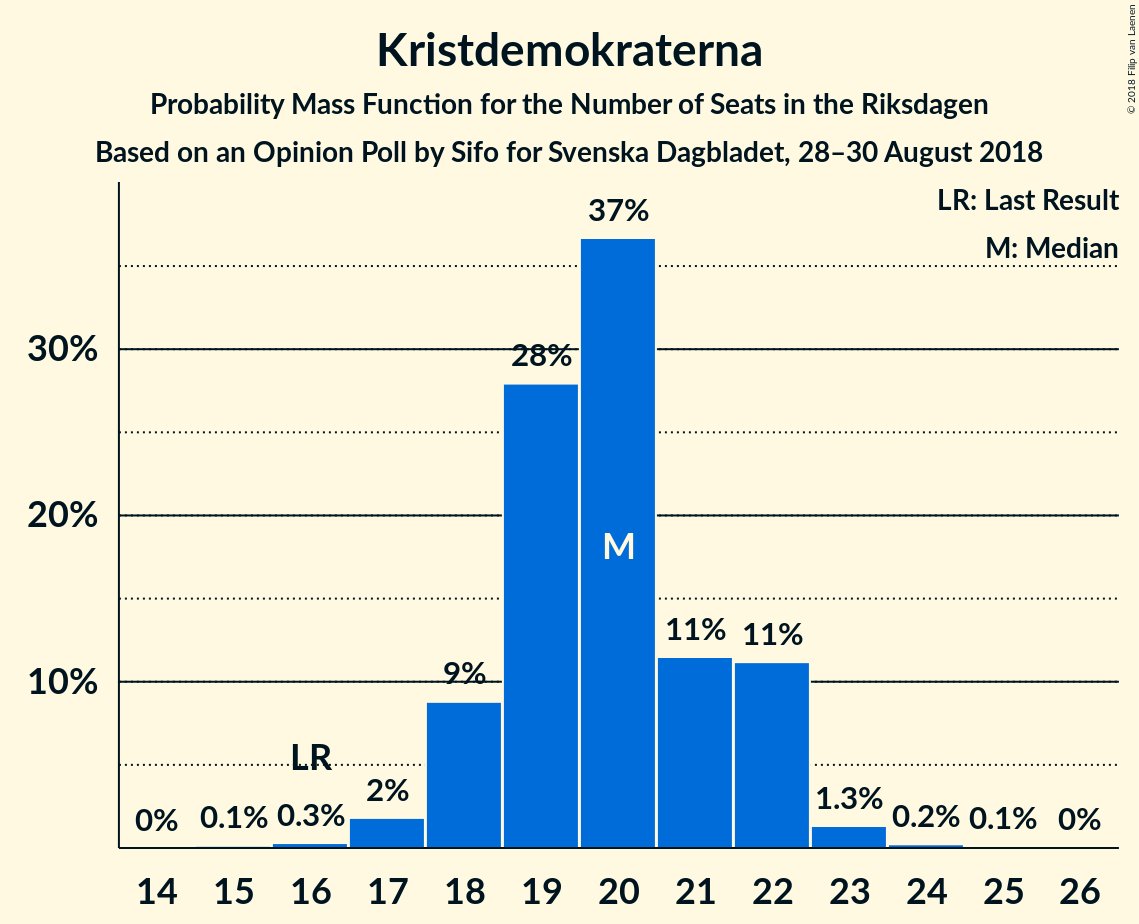 Kristdemokraterna
Probability Mass Function for the Number of Seats in the Riksdagen
Based on an Opinion Poll by Sifo for Svenska Dagbladet, 28–30 August 2018
© 2018 Filip van Laenen
LR: Last Result
M: Median
37%
30%
28%
20%
M
11%
11%
10%
9%
LR
2%
1.3%
0%
0.1%
0.3%
0.2%
0.1%
0%
14 15 16 17 18 19 20 21 22 23 24 25 26